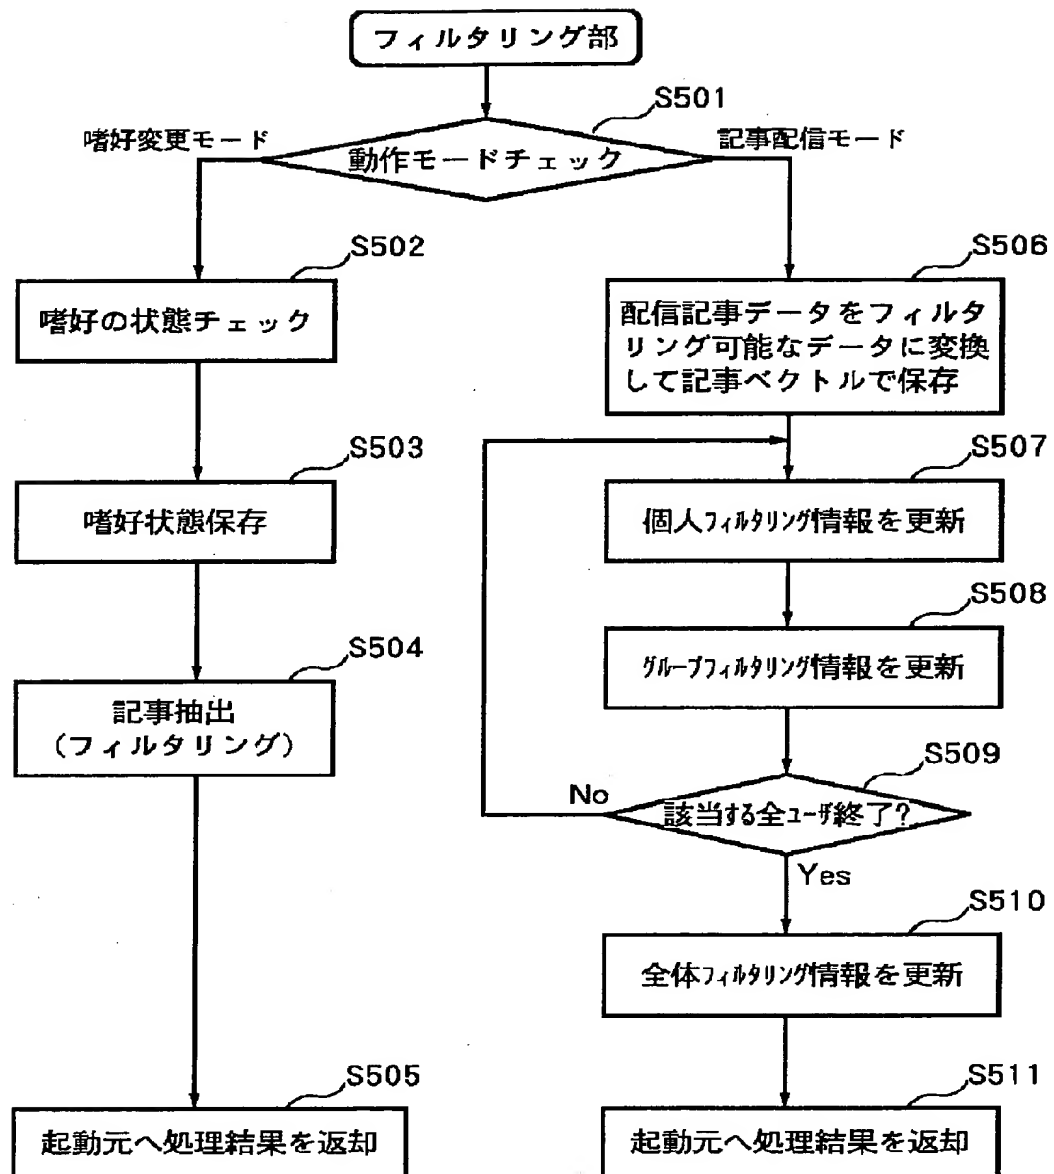 フィルタリング部
S501
嗜好変更モード
動作モードチェック
記事配信モード
S502
嗜好の状態チェック
S503
嗜好状態保存
S504
記事抽出
(フィルタリング)
S505
起動元へ処理結果を返却
S506
配信記事データをフィルタ
リング可能なデータに変換
して記事ベクトルで保存
S507
個人フィルタリング情報を更新
S508
グループフィルタリング情報を更新
S509
該当する全ユーザ終了?
No
Yes
S510
全体フィルタリング情報を更新
S511
起動元へ処理結果を返却